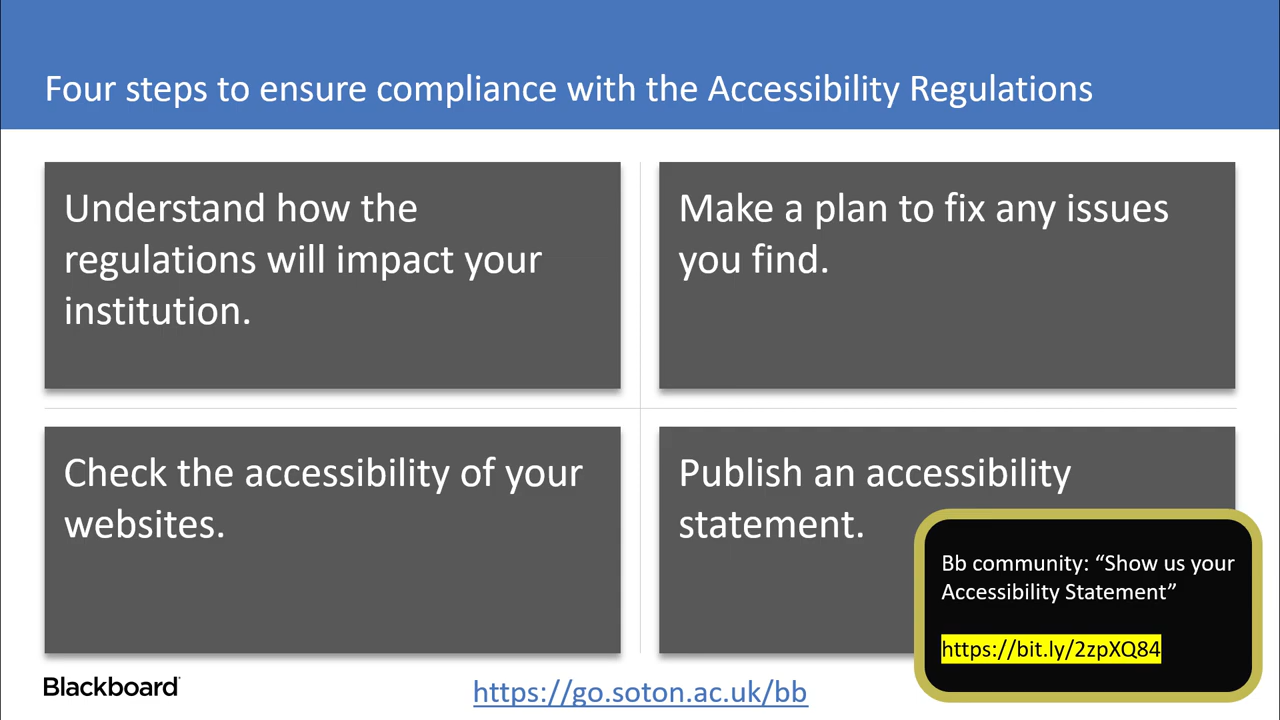 Four steps to ensure compliance with the Accessibility Regulations
Understand how the
regulations will impact your
institution.
Make a plan to fix any issues
you find.
Check the accessibility of your
websites.
Publish an accessibility
statement.
Bb community: “Show us your
Accessibility Statement”
https://bit.ly/2zpXQ84
Blackboard
https://go.soton.ac.uk/bb